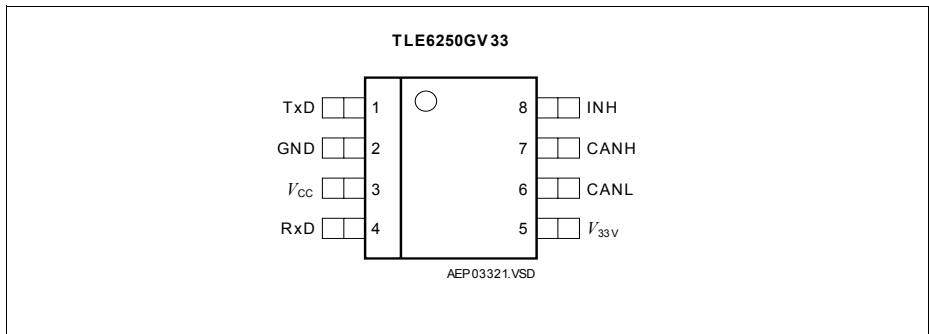 TLE6250GV33
TxD 1 8 INH
GND 2 7 CANH
VCC 3 6 CANL
RxD 4 5 V33V
AEP03321.VSD